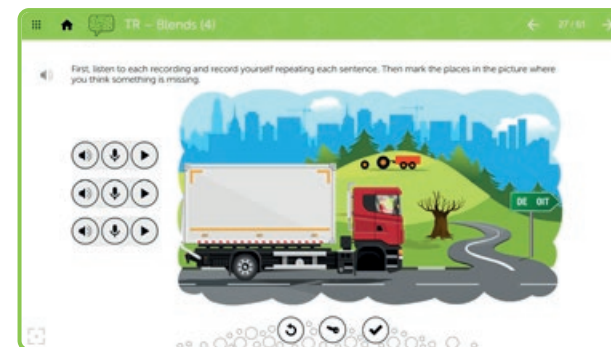 TR – Blends (4)
27 / 61
First, listen to each recording and record yourself repeating each sentence. Then mark the places in the picture where
you think something is missing.
DE OIT